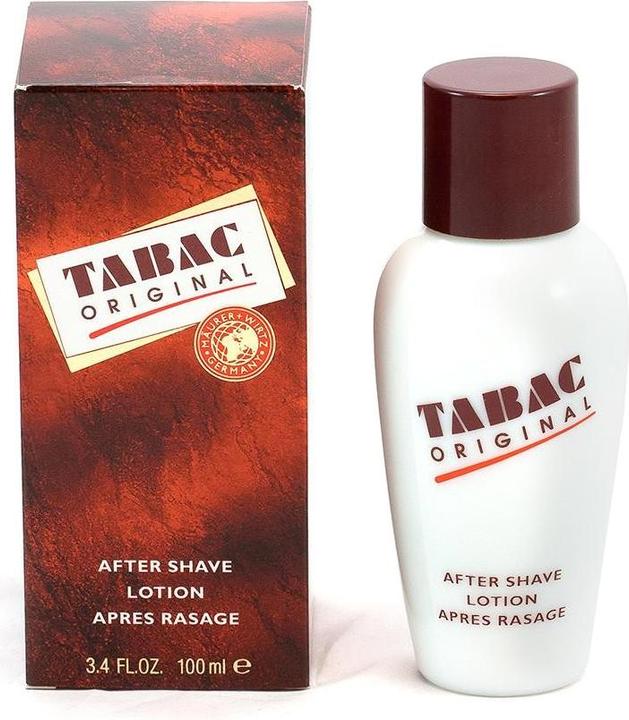 TABAC
ORIGINAL
MÄURER + WIRTZ
GERMANY
AFTER SHAVE
LOTION
APRES RASAGE
3.4 FL.OZ. 100 ml e
TABAC
ORIGINAL
AFTER SHAVE
LOTION
APRES RASAGE